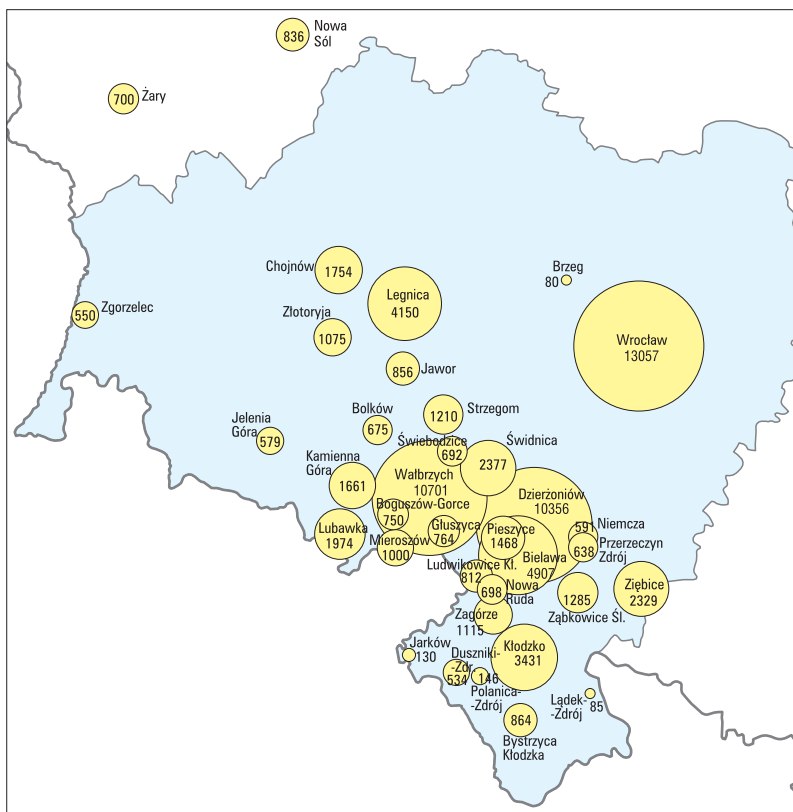 Nowa
Sól
836
Żary
700
Chojnów
1754
Legnica
4150
Brzeg
80
Zgorzelec
550
Złotoryja
1075
Wrocław
13057
Jawor
856
Strzegom
1210
Bolków
675
Jelenia
Góra
579
Świebodzice
692
Świdnica
2377
Kamienna
Góra
1661
Wałbrzych
10701
Dzierżoniów
10356
Boguszów-Gorce
750
Głuszyca
764
Pieszyce
1468
Niemcza
591
Lubawka
1974
Mieroszów
1000
Bielawa
4907
Przerzeczyn
Zdrój
638
Ludwikowice Kł.
812
Nowa
Ruda
698
Ząbkowice Śl.
1285
Ziębice
2329
Zagórze
1115
Jarków
130
Duszniki-
-Zdr.
534
Kłodzko
3431
146
Polanica-
-Zdrój
Lądek-
-Zdrój
85
864
Bystrzyca
Kłodzka